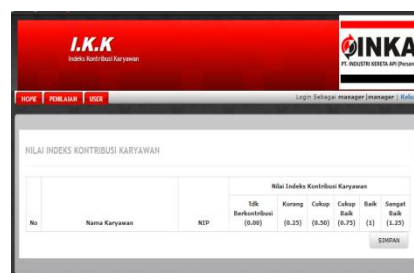 I.K.K
Indeks Kontribusi Karyawan
INKA
PT. INDUSTRI KERETA API (Persero
HOME PENILAIAN USER
Login Sebagai manager |manager | Kelu
NILAI INDEKS KONTRIBUSI KARYAWAN
Nilai Indeks Kontribusi Karyawan
No Nama Karyawan NIP Tdk Berkontribusi (0.00) Kurang (0.25) Cukup (0.50) Cukup Baik (0.75) Baik (1) Sangat Baik (1.25)
SIMPAN